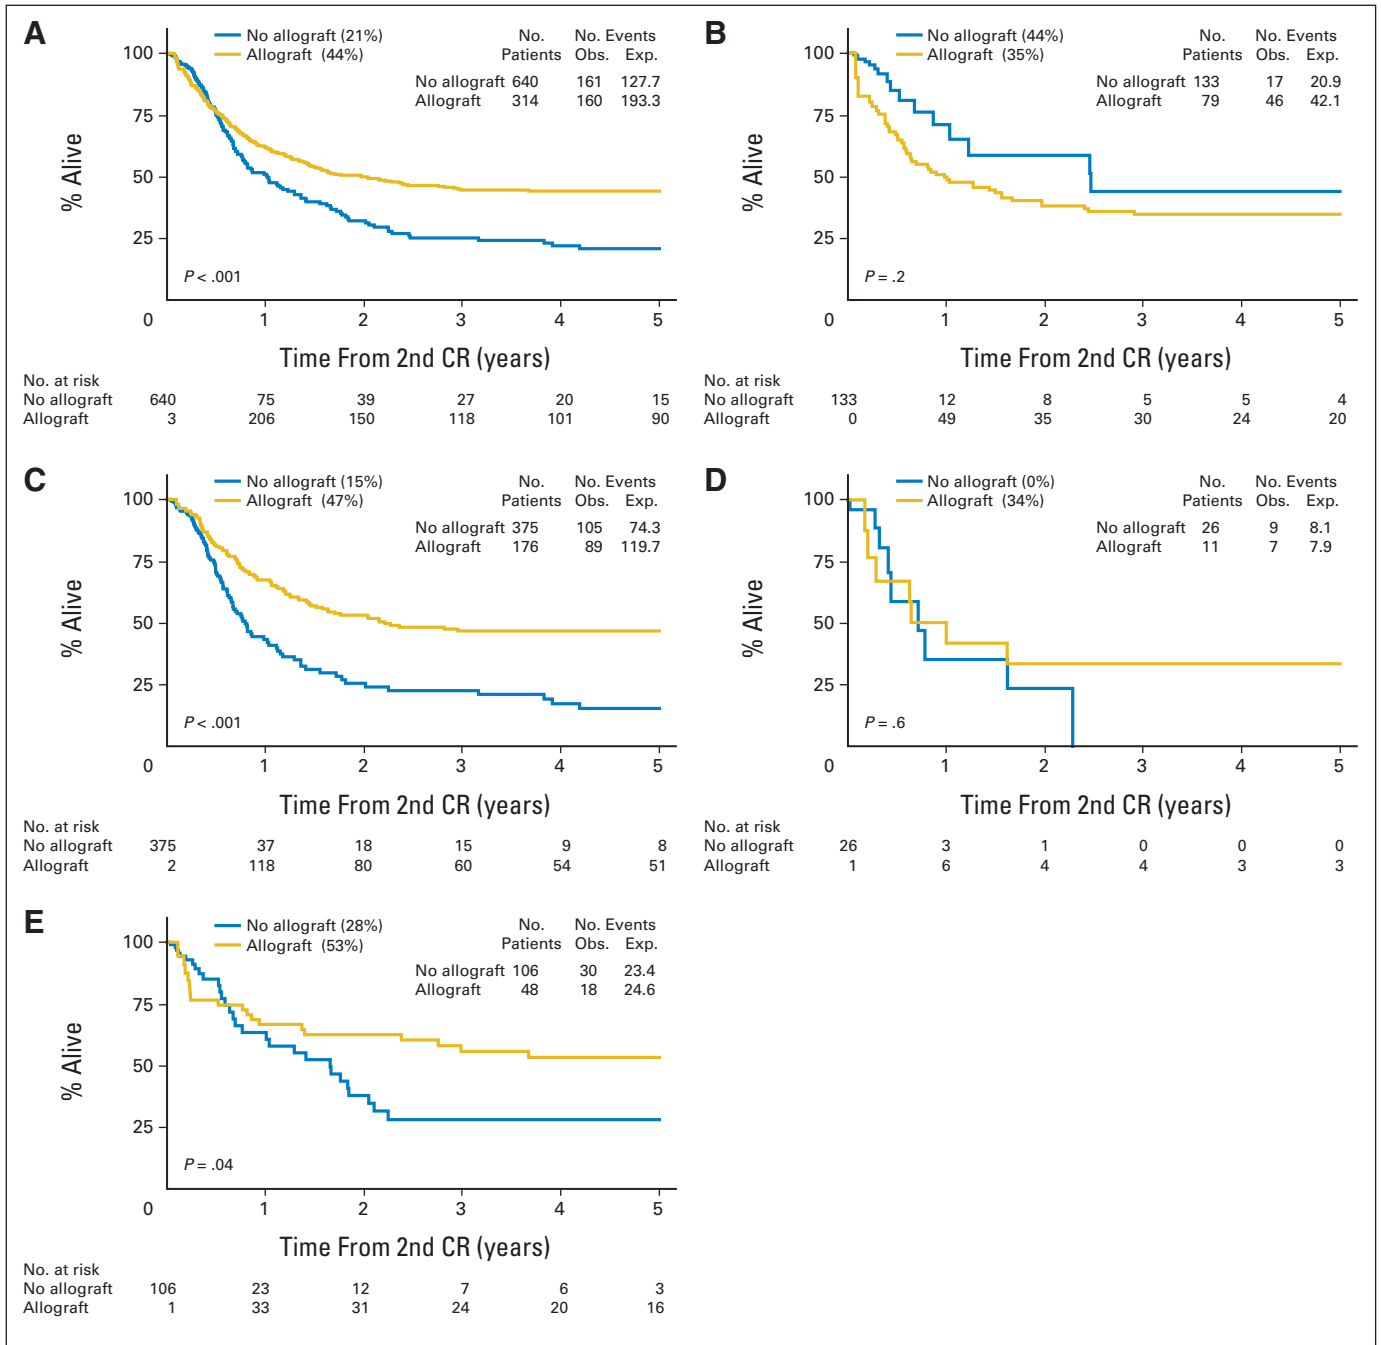 A
No allograft (21%)
Allograft (44%)
No. No. Events
Patients Obs. Exp.
No allograft 640 161 127.7
Allograft 314 160 193.3
100
75
50
25
% Alive
P < .001
0 1 2 3 4 5
Time From 2nd CR (years)
No. at risk
No allograft 640 75 39 27 20 15
Allograft 3 206 150 118 101 90
B
No allograft (44%)
Allograft (35%)
No. No. Events
Patients Obs. Exp.
No allograft 133 17 20.9
Allograft 79 46 42.1
100
75
50
25
% Alive
P = .2
0 1 2 3 4 5
Time From 2nd CR (years)
No. at risk
No allograft 133 12 8 5 5 4
Allograft 0 49 35 30 24 20
C
No allograft (15%)
Allograft (47%)
No. No. Events
Patients Obs. Exp.
No allograft 375 105 74.3
Allograft 176 89 119.7
100
75
50
25
% Alive
P < .001
0 1 2 3 4 5
Time From 2nd CR (years)
No. at risk
No allograft 375 37 18 15 9 8
Allograft 2 118 80 60 54 51
D
No allograft (0%)
Allograft (34%)
No. No. Events
Patients Obs. Exp.
No allograft 26 9 8.1
Allograft 11 7 7.9
100
75
50
25
% Alive
P = .6
0 1 2 3 4 5
Time From 2nd CR (years)
No. at risk
No allograft 26 3 1 0 0 0
Allograft 1 6 4 4 3 3
E
No allograft (28%)
Allograft (53%)
No. No. Events
Patients Obs. Exp.
No allograft 106 30 23.4
Allograft 48 18 24.6
100
75
50
25
% Alive
P = .04
0 1 2 3 4 5
Time From 2nd CR (years)
No. at risk
No allograft 106 23 12 7 6 3
Allograft 1 33 31 24 20 16